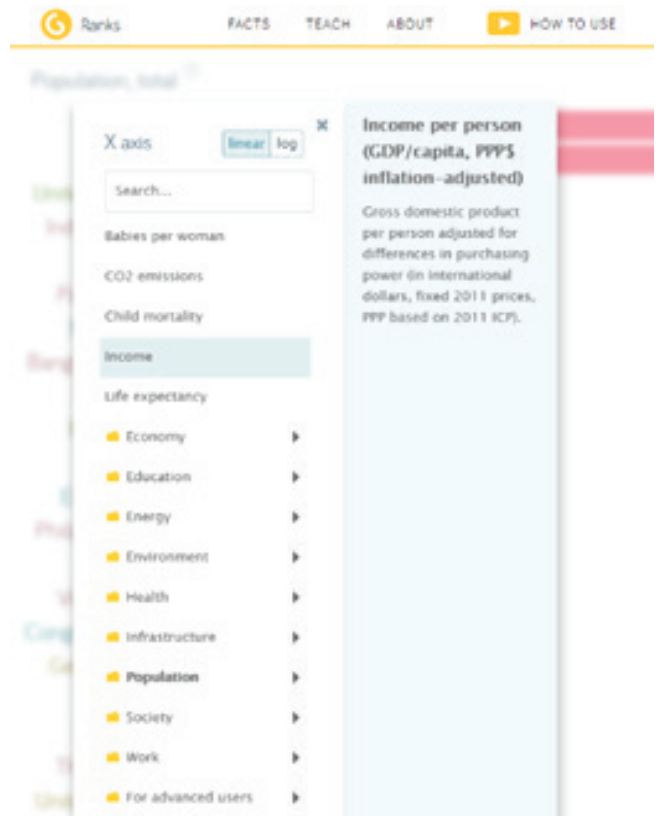 Ranks FACTS TEACH ABOUT HOW TO USE
Population, total
X axis linear log
Search...
Babies per woman
CO2 emissions
Child mortality
Income
Life expectancy
Economy
Education
Energy
Environment
Health
Infrastructure
Population
Society
Work
For advanced users
Income per person
(GDP/capita, PPP$
inflation-adjusted)
Gross domestic product
per person adjusted for
differences in purchasing
power (in international
dollars, fixed 2011 prices,
PPP based on 2011 ICP).